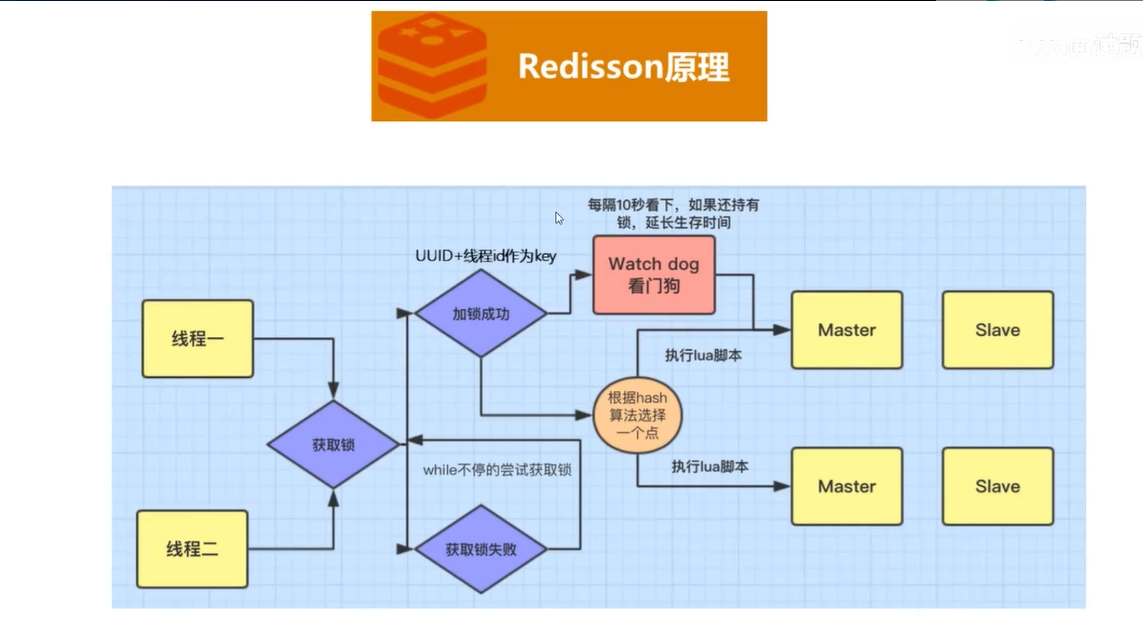 Redisson原理
每隔10秒看下，如果还持有
锁，延长生存时间
UUID+线程id作为key
Watch dog
看门狗
线程一
加锁成功
Master
Slave
执行lua脚本
根据hash
算法选择
一个点
获取锁
while不停的尝试获取锁
执行lua脚本
Master
Slave
线程二
获取锁失败